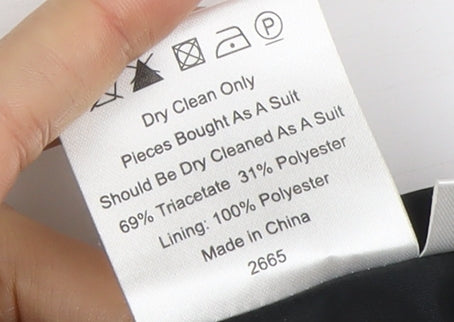 P
Dry Clean Only
Pieces Bought As A Suit
Should Be Dry Cleaned As A Suit
69% Triacetate 31% Polyester
Lining: 100% Polyester
Made in China
2665